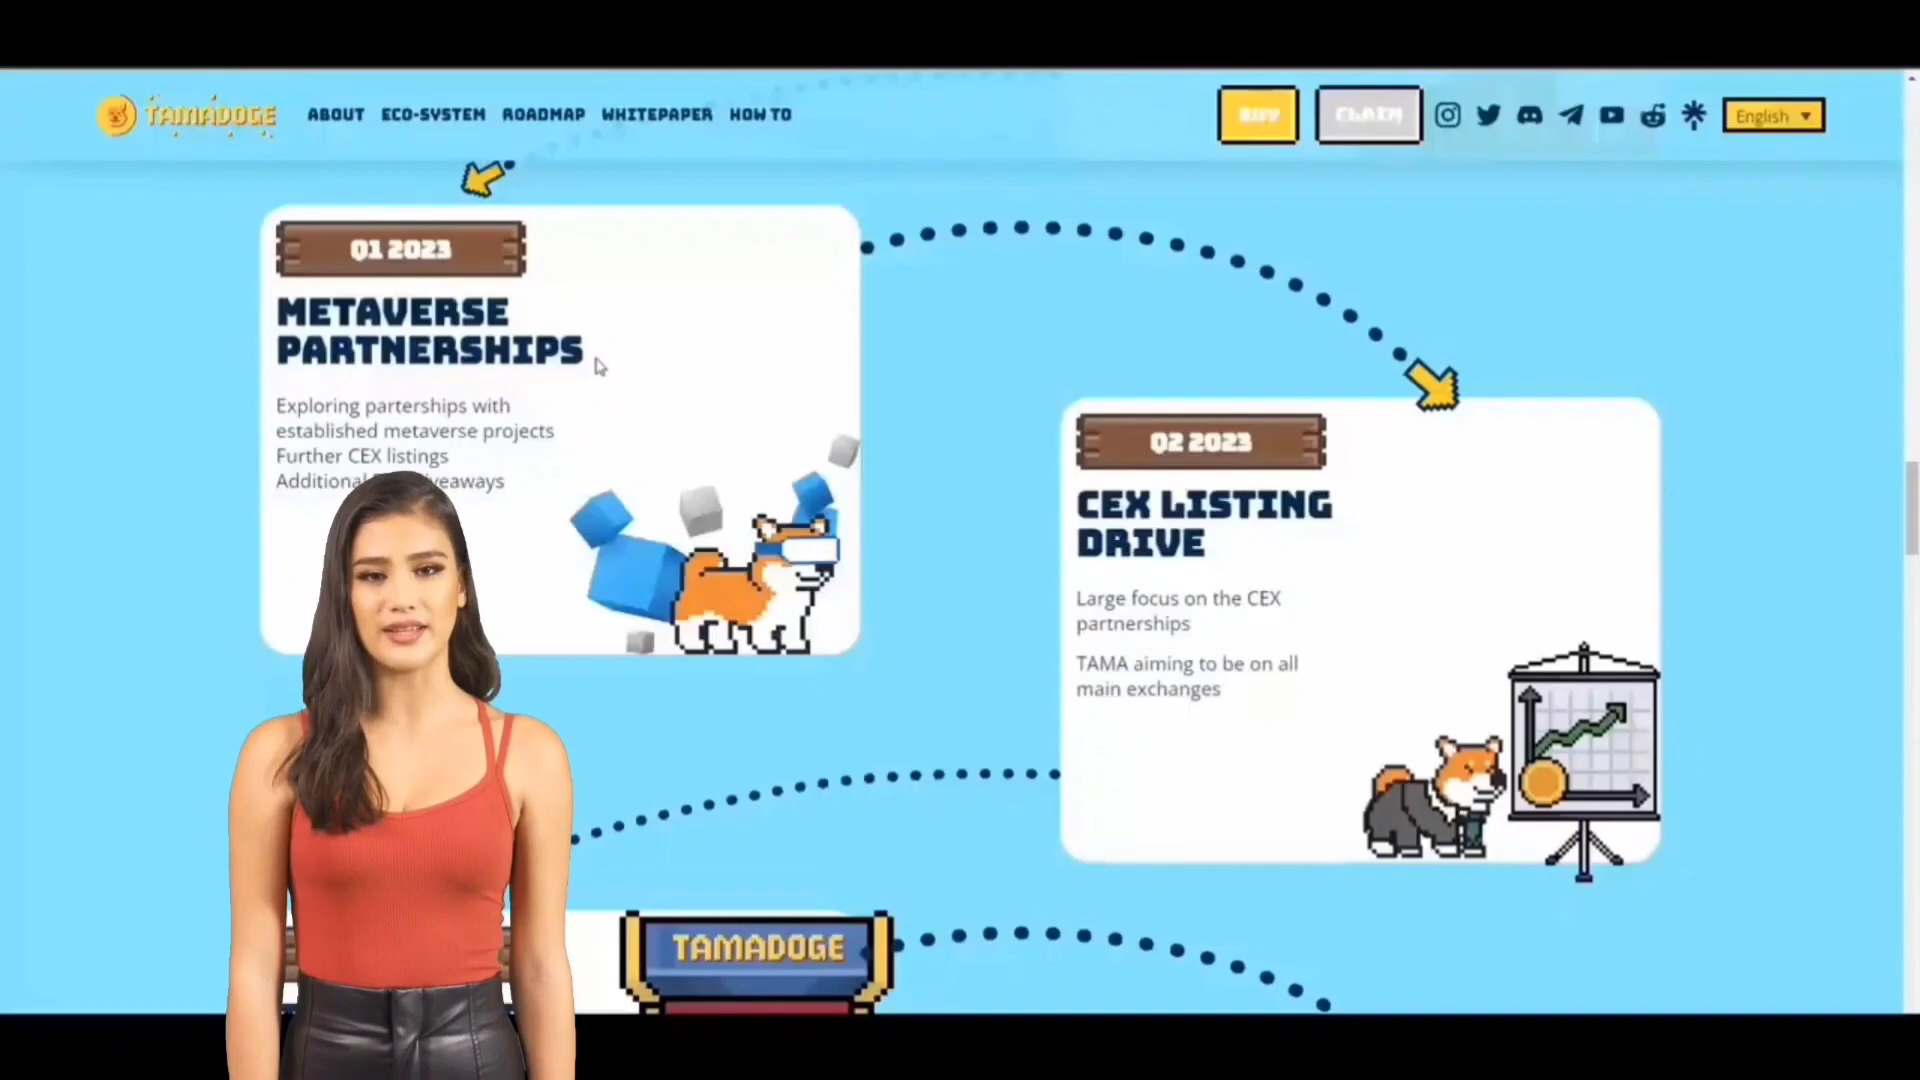 TAMADOGE
ABOUT
ECO-SYSTEM
ROADMAP
WHITEPAPER
HOW TO
BUY
CLAIM
English
Q1 2023
METAVERSE
PARTNERSHIPS
Exploring parterships with
established metaverse projects
Further CEX listings
Additional
Q2 2023
CEX LISTING
DRIVE
Large focus on the CEX
partnerships
TAMA aiming to be on all
main exchanges
TAMADOGE